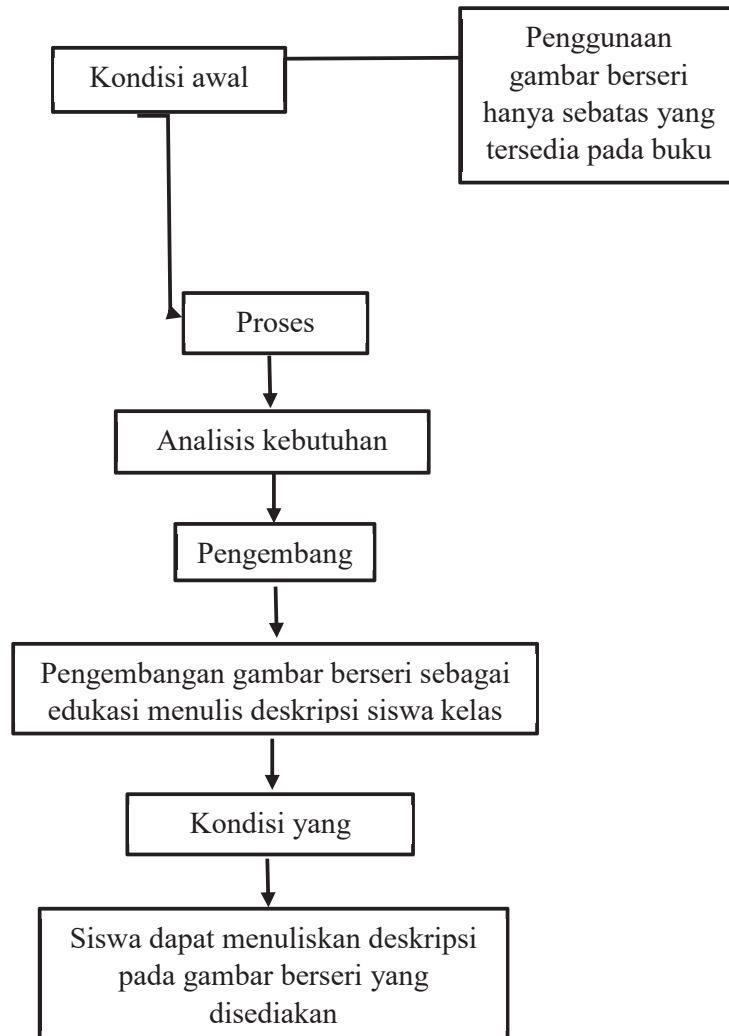 Kondisi awal
Penggunaan
gambar berseri
hanya sebatas yang
tersedia pada buku
Proses
Analisis kebutuhan
Pengembang
Pengembangan gambar berseri sebagai
edukasi menulis deskripsi siswa kelas
Kondisi yang
Siswa dapat menuliskan deskripsi
pada gambar berseri yang
disediakan